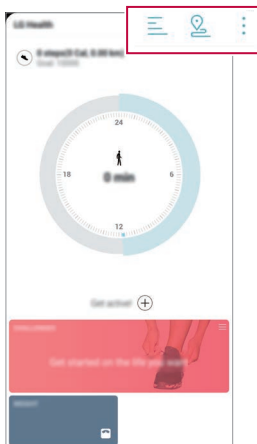 LG Health
6 steps(0 Cal, 0.00 km)
Goal 10000
24
18
6
0 min
12
Get active!
CHALLENGES
Get started on the life you want
WEIGHT